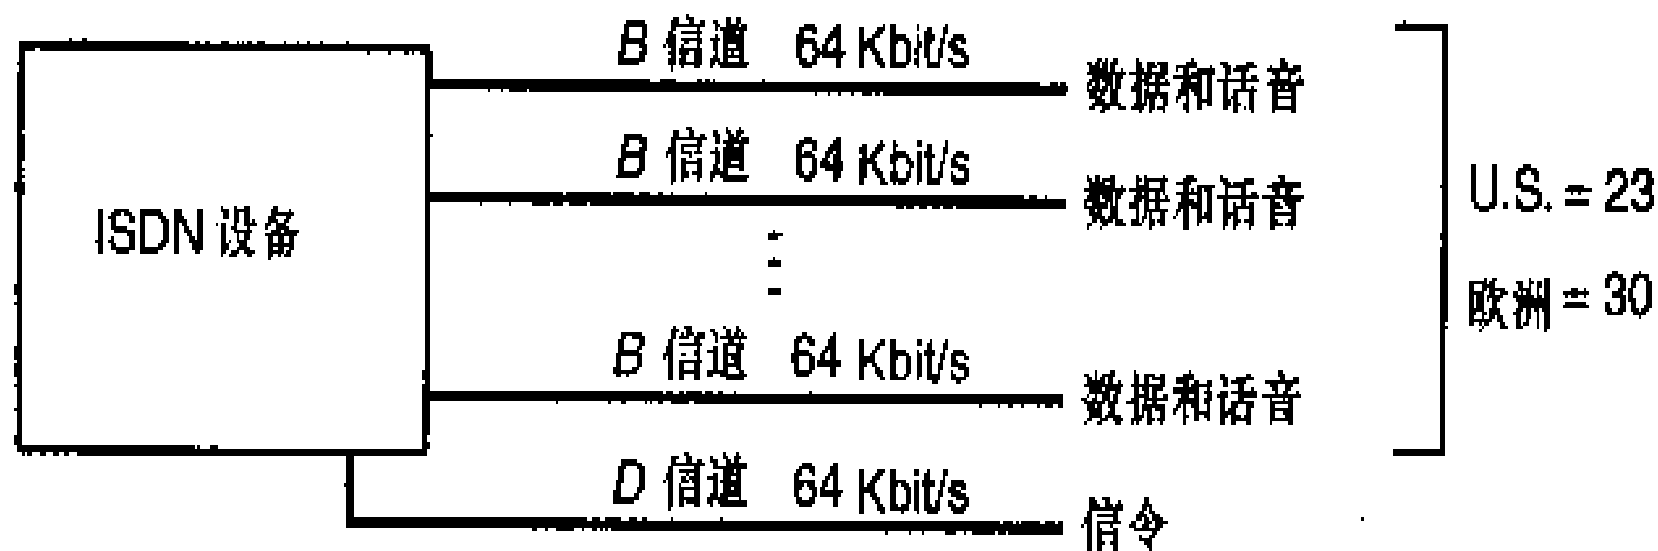 B 信道 64 Kbit/s
数据和话音
B 信道 64 Kbit/s
数据和话音
ISDN 设备
U.S. = 23
欧洲 = 30
B 信道 64 Kbit/s
数据和话音
D 信道 64 Kbit/s
信令